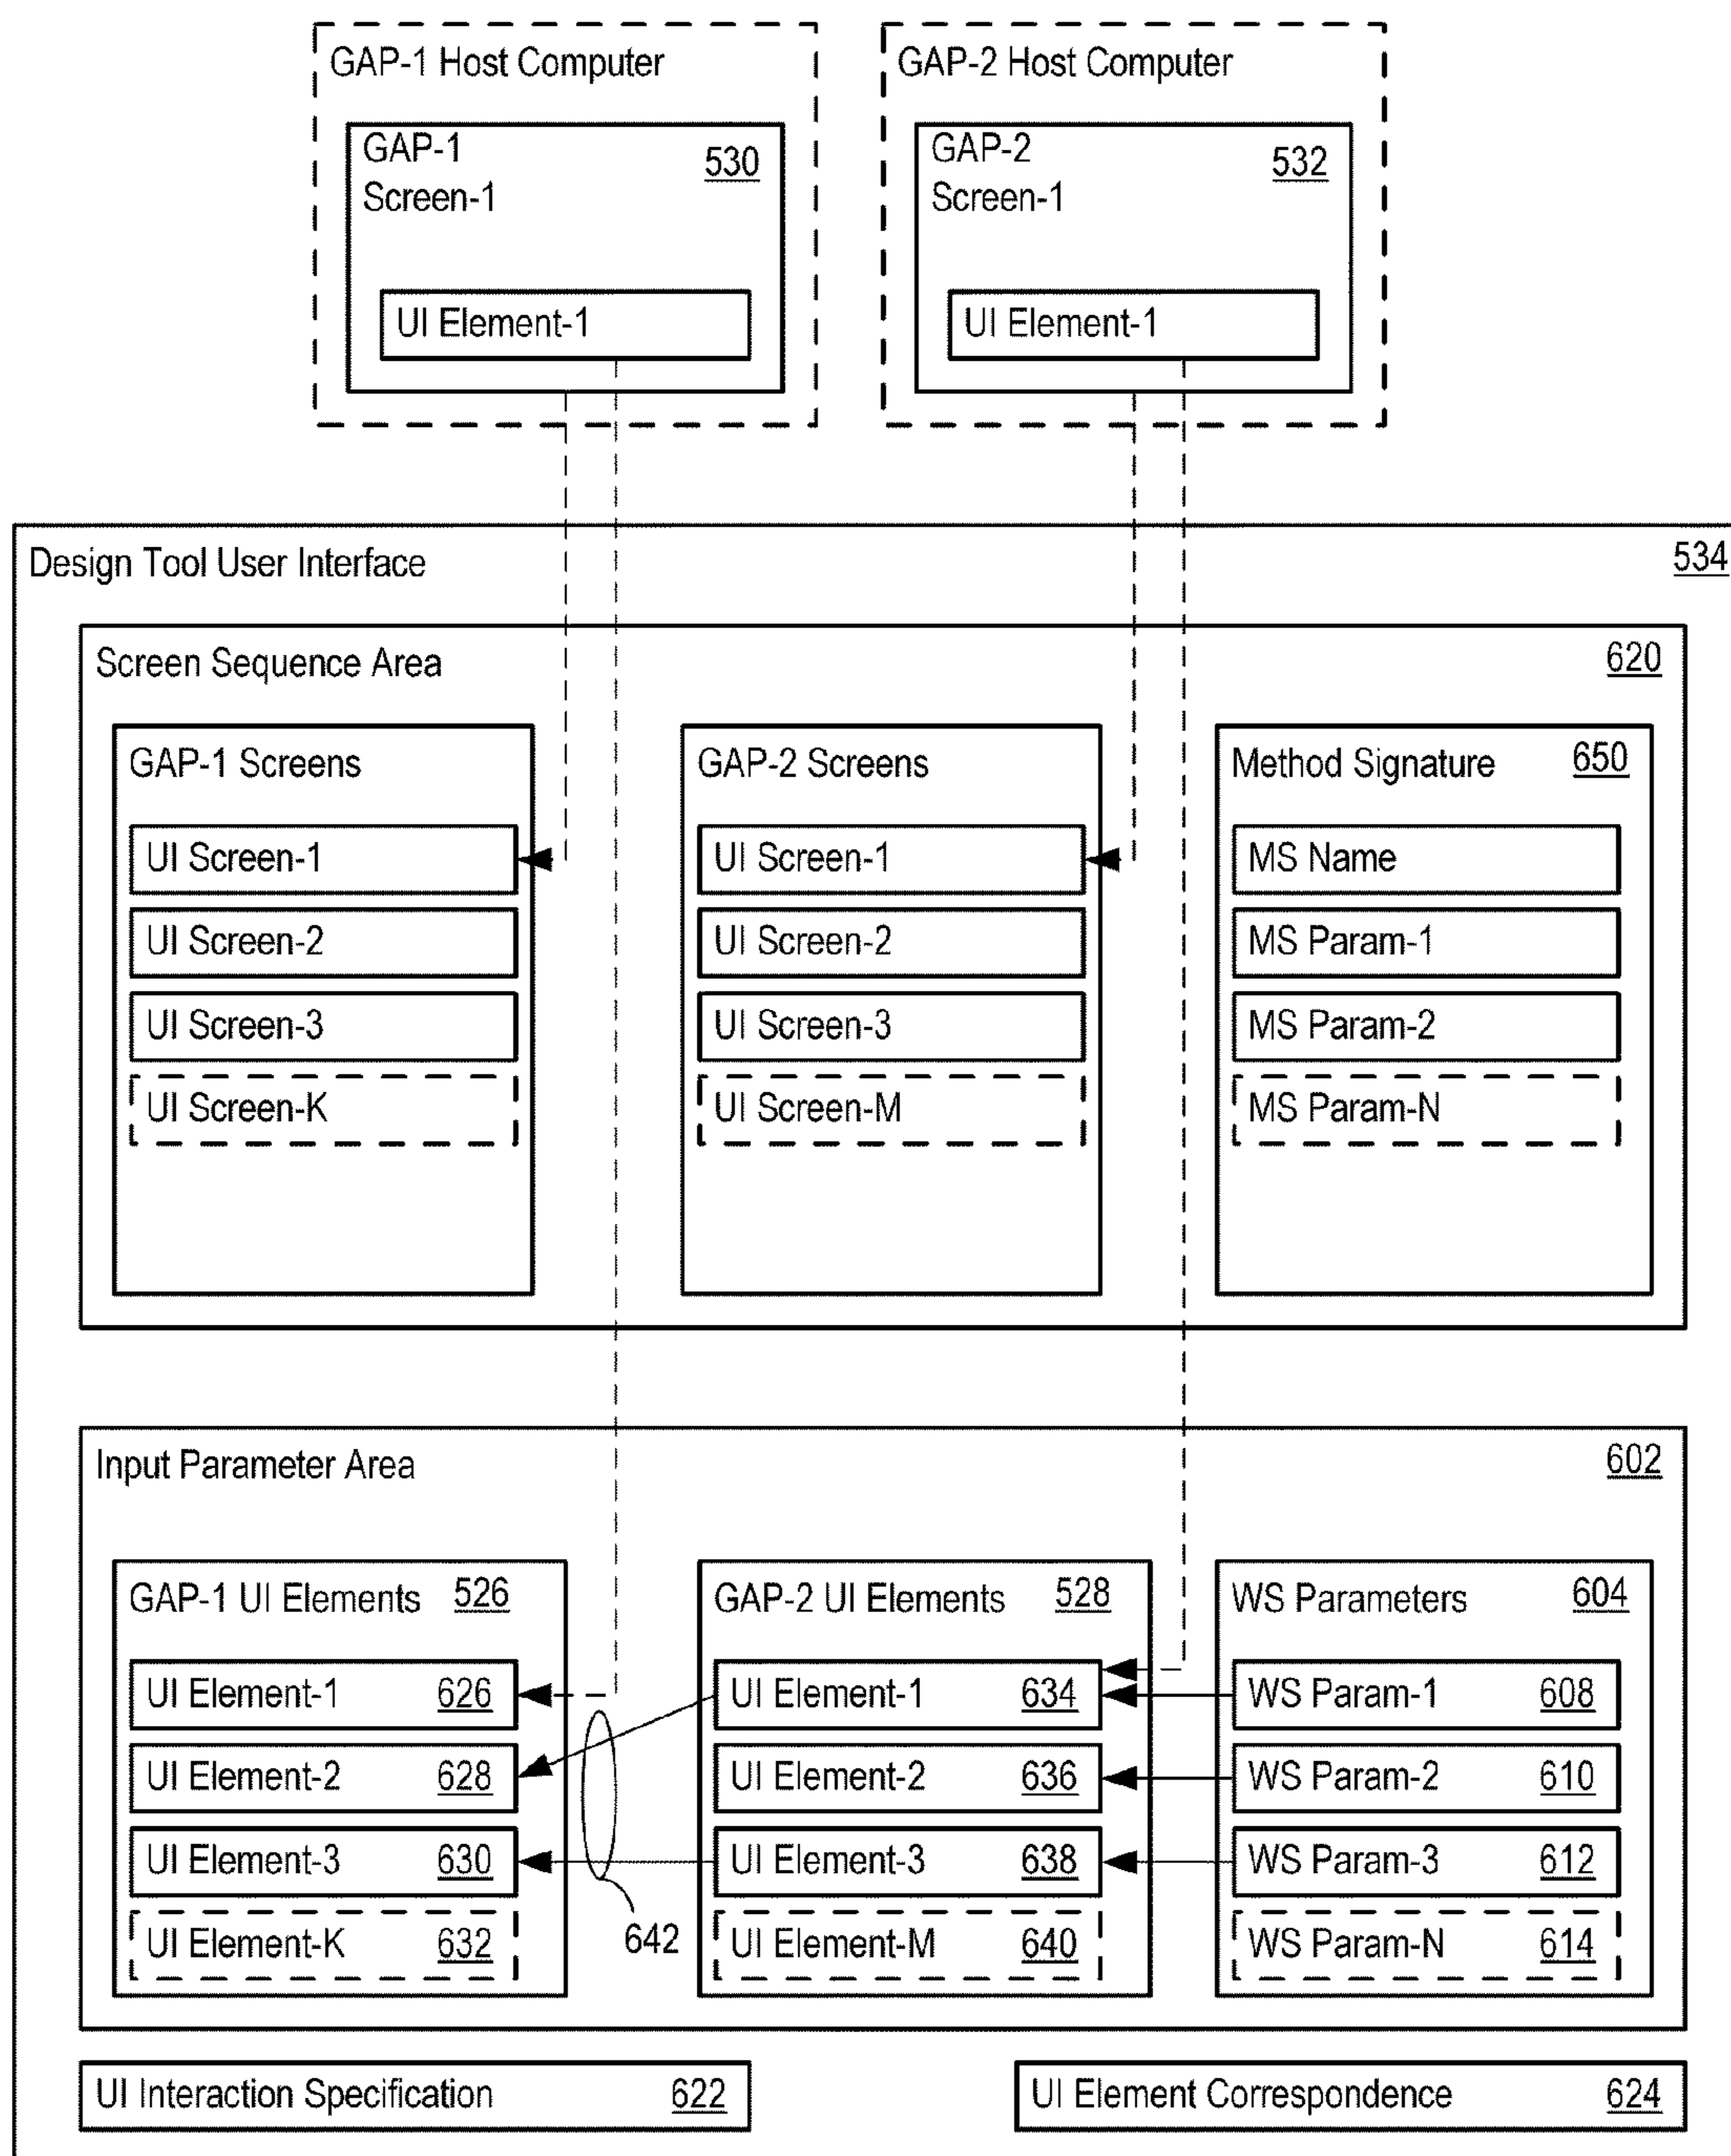 GAP-1 Host Computer
GAP-1
530
Screen-1
UI Element-1
GAP-2 Host Computer
GAP-2
532
Screen-1
UI Element-1
Design Tool User Interface
534
Screen Sequence Area
620
GAP-1 Screens
UI Screen-1
UI Screen-2
UI Screen-3
UI Screen-K
GAP-2 Screens
UI Screen-1
UI Screen-2
UI Screen-3
UI Screen-M
Method Signature 650
MS Name
MS Param-1
MS Param-2
MS Param-N
Input Parameter Area
602
GAP-1 UI Elements 526
UI Element-1 626
UI Element-2 628
UI Element-3 630
UI Element-K 632
642
GAP-2 UI Elements 528
UI Element-1 634
UI Element-2 636
UI Element-3 638
UI Element-M 640
WS Parameters 604
WS Param-1 608
WS Param-2 610
WS Param-3 612
WS Param-N 614
UI Interaction Specification 622
UI Element Correspondence 624